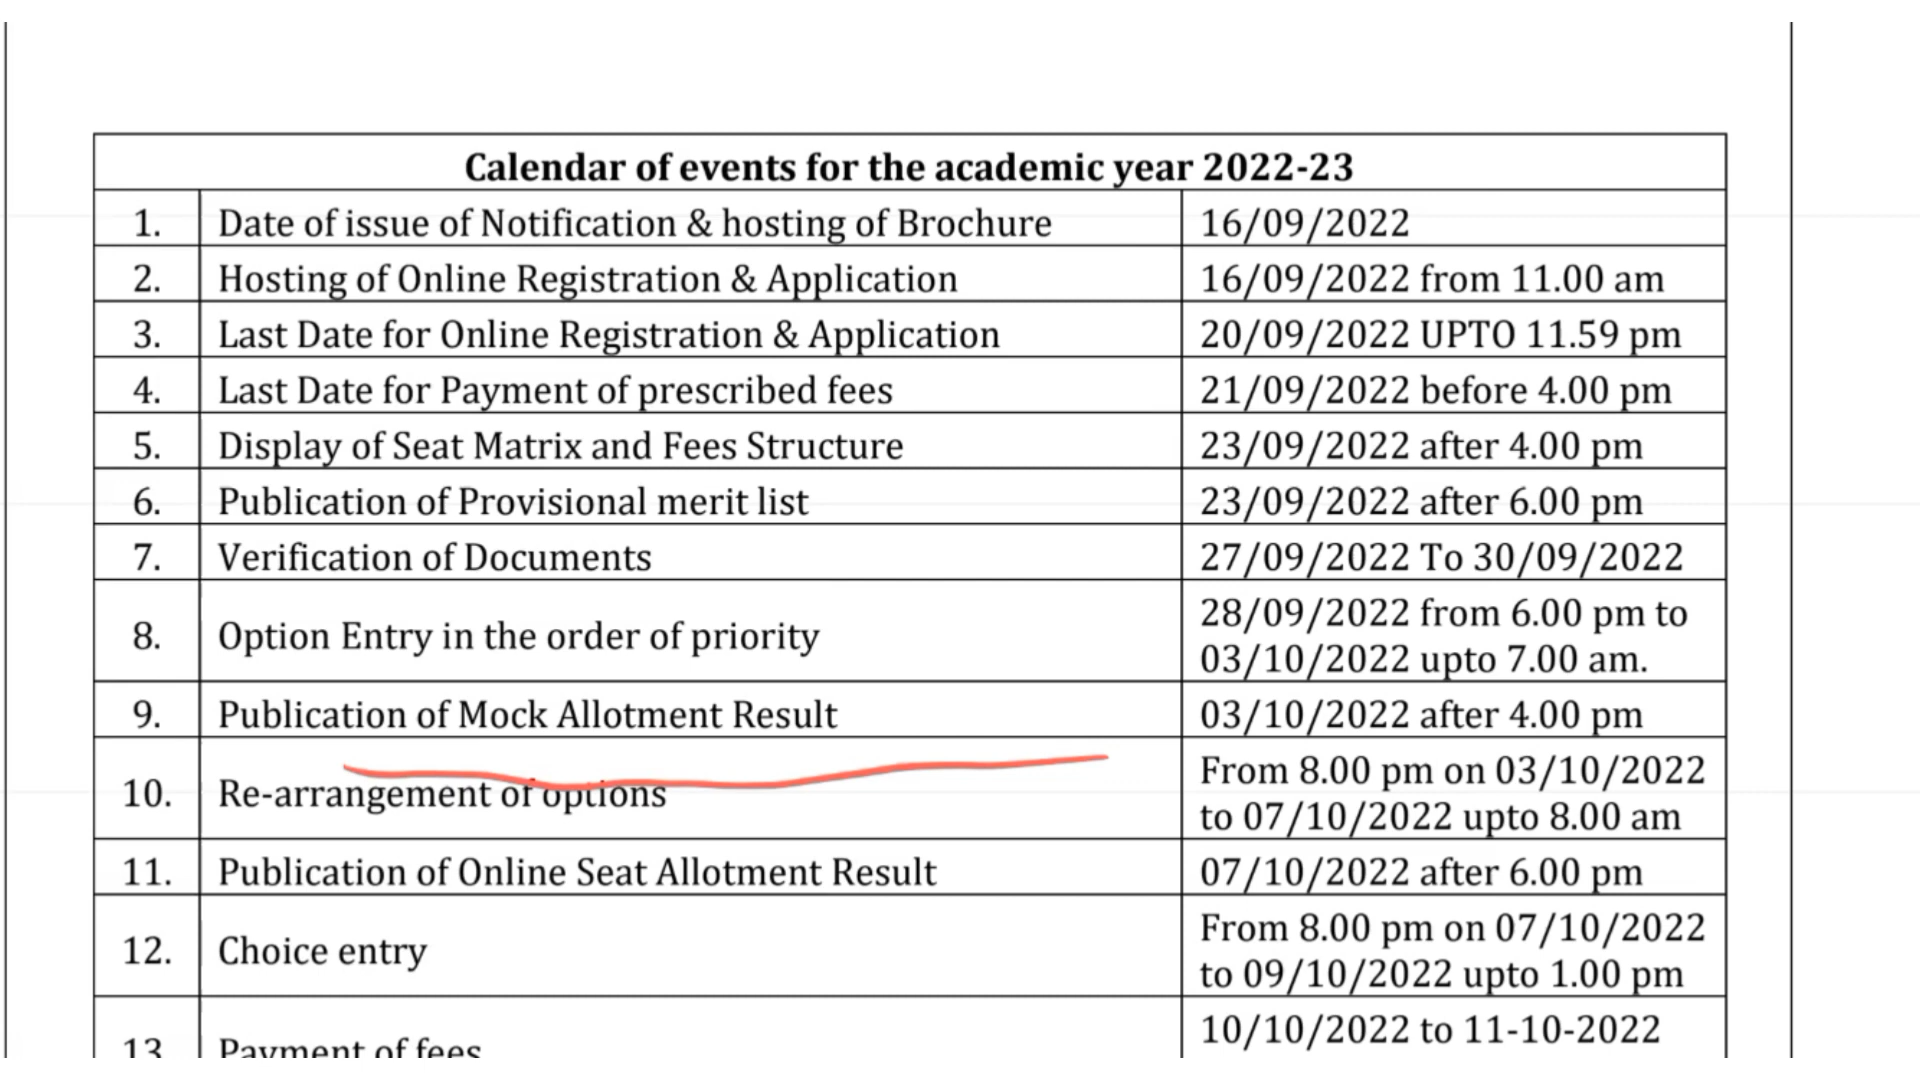 Calendar of events for the academic year 2022-23
1. Date of issue of Notification & hosting of Brochure 16/09/2022
2. Hosting of Online Registration & Application 16/09/2022 from 11.00 am
3. Last Date for Online Registration & Application 20/09/2022 UPTO 11.59 pm
4. Last Date for Payment of prescribed fees 21/09/2022 before 4.00 pm
5. Display of Seat Matrix and Fees Structure 23/09/2022 after 4.00 pm
6. Publication of Provisional merit list 23/09/2022 after 6.00 pm
7. Verification of Documents 27/09/2022 To 30/09/2022
8. Option Entry in the order of priority 28/09/2022 from 6.00 pm to
03/10/2022 upto 7.00 am.
9. Publication of Mock Allotment Result 03/10/2022 after 4.00 pm
10. Re-arrangement of options From 8.00 pm on 03/10/2022
to 07/10/2022 upto 8.00 am
11. Publication of Online Seat Allotment Result 07/10/2022 after 6.00 pm
12. Choice entry From 8.00 pm on 07/10/2022
to 09/10/2022 upto 1.00 pm
13. Payment of fees 10/10/2022 to 11-10-2022